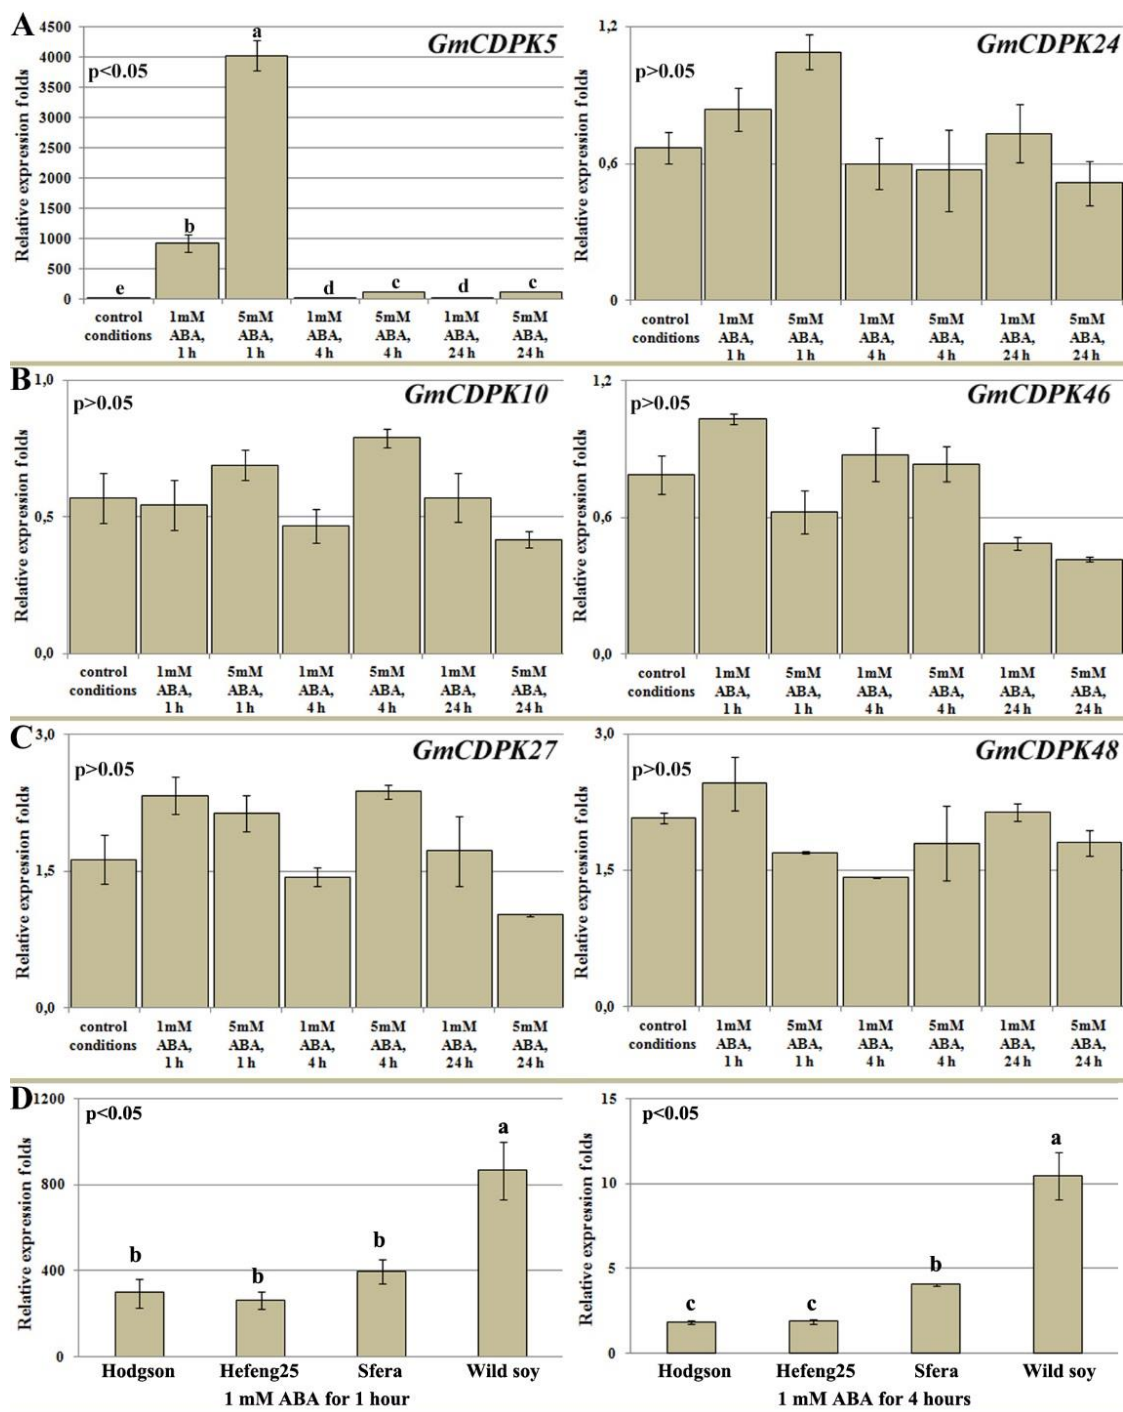 A
GmCDPK5
p<0.05
Relative expression folds
4500
4000
3500
3000
2500
2000
1500
1000
500
0
e
b
a
d
c
d
c
control conditions
1mM ABA, 1 h
5mM ABA, 1 h
1mM ABA, 4 h
5mM ABA, 4 h
1mM ABA, 24 h
5mM ABA, 24 h
GmCDPK24
p>0.05
Relative expression folds
1,2
0,6
0
control conditions
1mM ABA, 1 h
5mM ABA, 1 h
1mM ABA, 4 h
5mM ABA, 4 h
1mM ABA, 24 h
5mM ABA, 24 h
B
GmCDPK10
p>0.05
Relative expression folds
1,0
0,5
0,0
control conditions
1mM ABA, 1 h
5mM ABA, 1 h
1mM ABA, 4 h
5mM ABA, 4 h
1mM ABA, 24 h
5mM ABA, 24 h
GmCDPK46
p>0.05
Relative expression folds
1,2
0,6
0,0
control conditions
1mM ABA, 1 h
5mM ABA, 1 h
1mM ABA, 4 h
5mM ABA, 4 h
1mM ABA, 24 h
5mM ABA, 24 h
C
GmCDPK27
p>0.05
Relative expression folds
3,0
1,5
0,0
control conditions
1mM ABA, 1 h
5mM ABA, 1 h
1mM ABA, 4 h
5mM ABA, 4 h
1mM ABA, 24 h
5mM ABA, 24 h
GmCDPK48
p>0.05
Relative expression folds
3,0
1,5
0,0
control conditions
1mM ABA, 1 h
5mM ABA, 1 h
1mM ABA, 4 h
5mM ABA, 4 h
1mM ABA, 24 h
5mM ABA, 24 h
D
p<0.05
Relative expression folds
1200
800
400
0
b
b
b
a
Hodgson
Hefeng25
Sfera
Wild soy
1 mM ABA for 1 hour
p<0.05
Relative expression folds
15
10
5
0
c
c
b
a
Hodgson
Hefeng25
Sfera
Wild soy
1 mM ABA for 4 hours